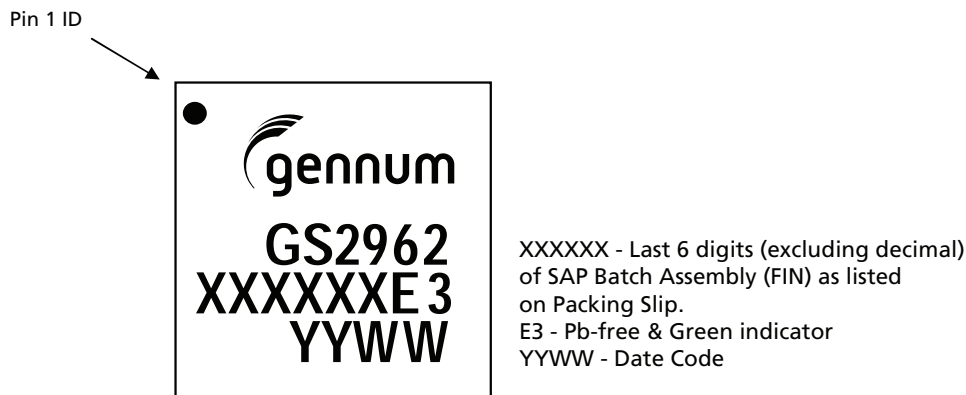 Pin 1 ID
gennum
GS2962
XXXXXXE3
YYWW
XXXXXX - Last 6 digits (excluding decimal)
of SAP Batch Assembly (FIN) as listed
on Packing Slip.
E3 - Pb-free & Green indicator
YYWW - Date Code